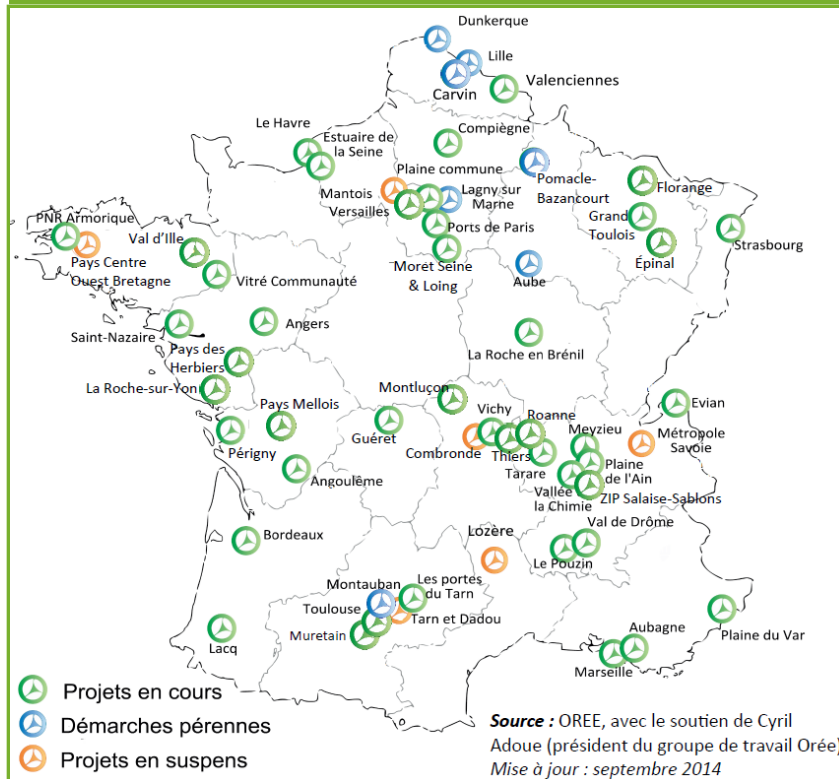 Dunkerque
Lille
Carvin
Valenciennes
Le Havre
Estuaire de
la Seine
Compiègne
Plaine commune
Mantois
Versailles
Lagny sur
Marne
Pomacle-
Bazancourt
Florange
Grand
Toulois
Strasbourg
Épinal
Ports de Paris
Moret Seine
& Loing
Aube
PNR Armorique
Pays Centre
Ouest Bretagne
Val d'Ille
Vitré Communauté
Saint-Nazaire
Angers
Pays des
Herbiers
La Roche-sur-Yon
La Roche en Brénil
Pays Mellois
Périgny
Angoulême
Guéret
Montluçon
Vichy
Combronde
Thiers
Roanne
Tarare
Meyzieu
Evian
Métropole
Savoie
Plaine
de l'Ain
Vallée
la Chimie
ZIP Salaise-Sablons
Val de Drôme
Le Pouzin
Lozère
Bordeaux
Lacq
Montauban
Toulouse
Muretain
Les portes
du Tarn
Tarn et Dadou
Aubagne
Marseille
Plaine du Var
Projets en cours
Démarches pérennes
Projets en suspens
Source : OREE, avec le soutien de Cyril
Adoue (président du groupe de travail Orée)
Mise à jour : septembre 2014